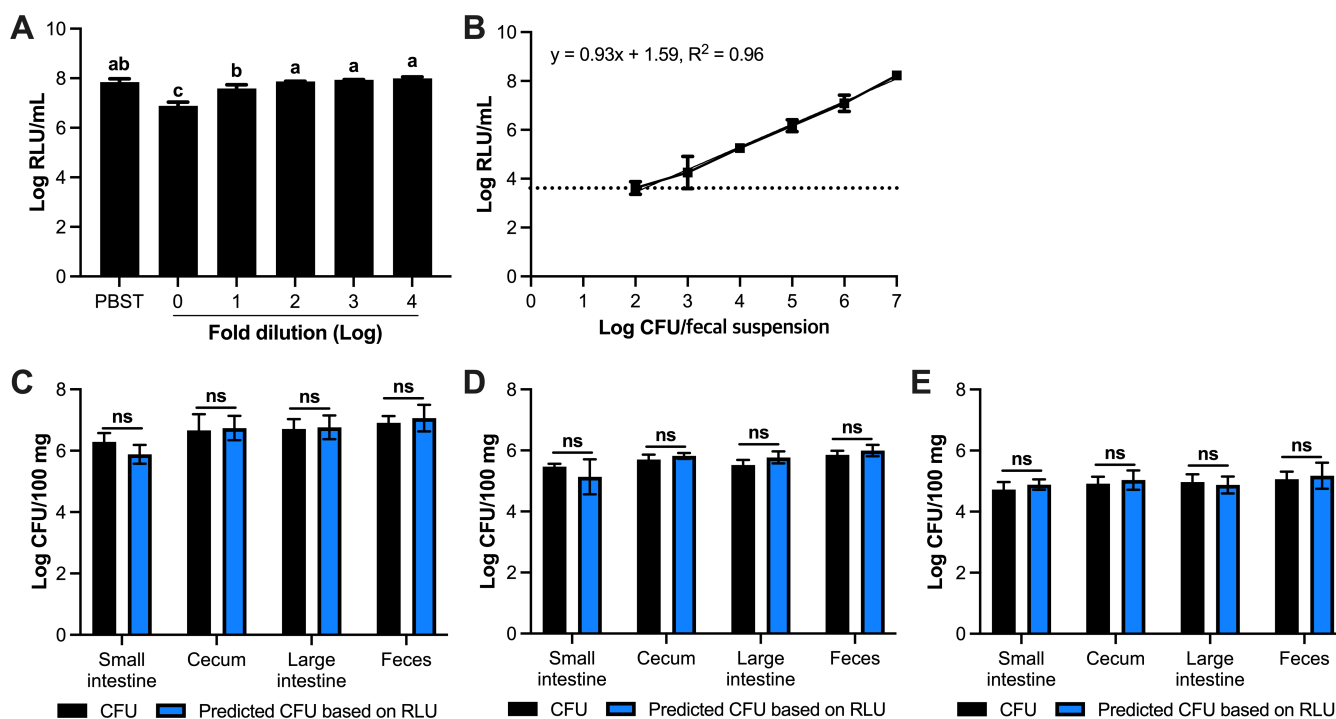 A
Log RLU/mL
10
8
6
4
2
0
ab
c
b
a
a
a
PBST
0
1
2
3
4
Fold dilution (Log)
B
Log RLU/mL
10
8
6
4
2
0
y = 0.93x + 1.59, R² = 0.96
0
1
2
3
4
5
6
7
Log CFU/fecal suspension
C
Log CFU/100 mg
8
6
4
2
0
ns
ns
ns
ns
Small
intestine
Cecum
Large
intestine
Feces
CFU
Predicted CFU based on RLU
D
Log CFU/100 mg
8
6
4
2
0
ns
ns
ns
ns
Small
intestine
Cecum
Large
intestine
Feces
CFU
Predicted CFU based on RLU
E
Log CFU/100 mg
8
6
4
2
0
ns
ns
ns
ns
Small
intestine
Cecum
Large
intestine
Feces
CFU
Predicted CFU based on RLU